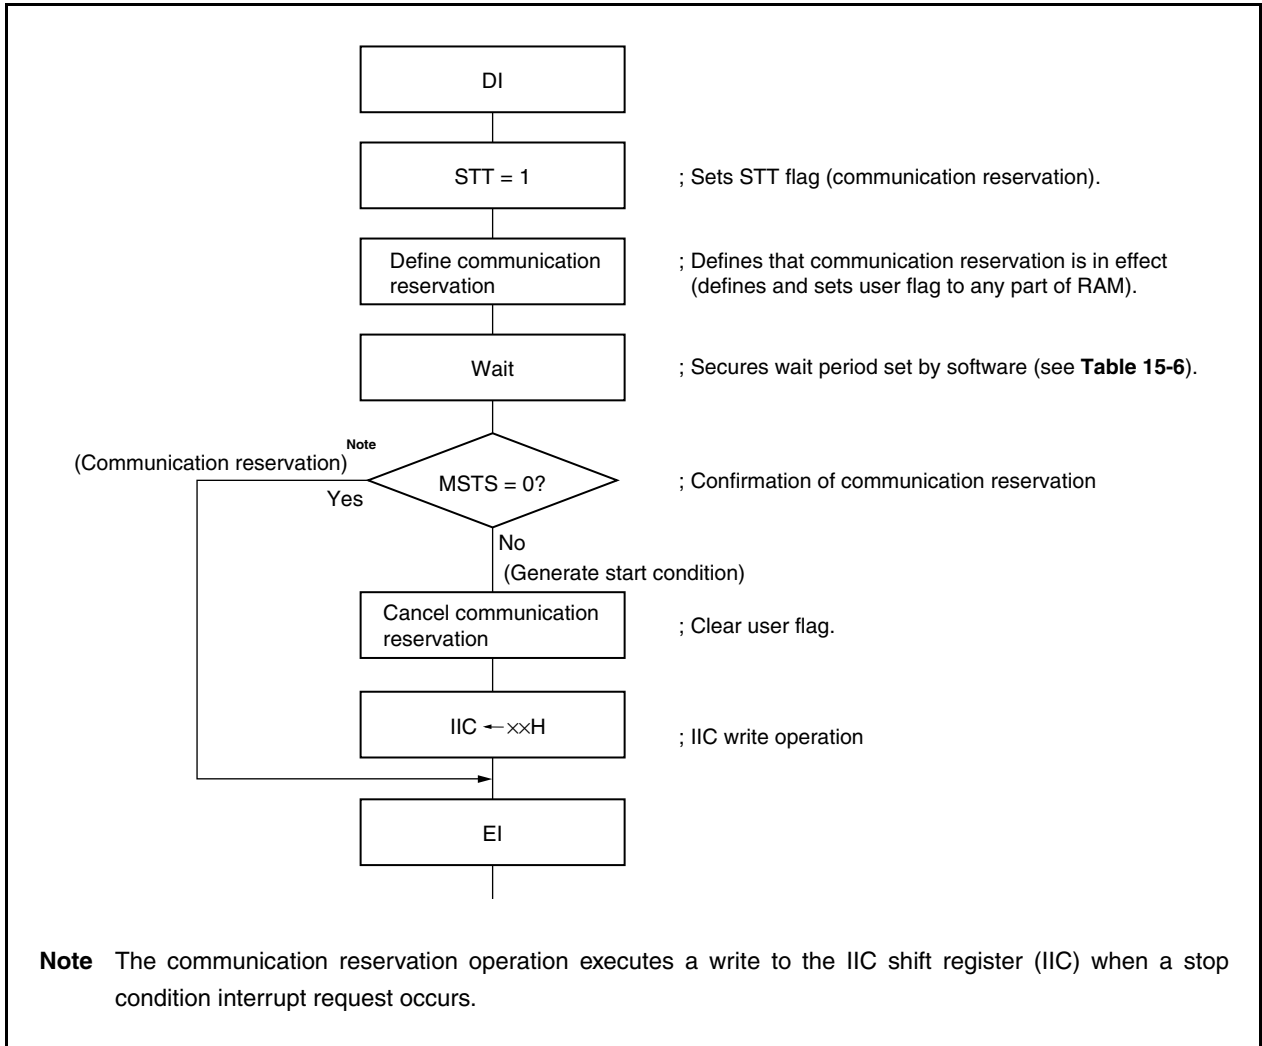 DI
STT = 1
; Sets STT flag (communication reservation).
Define communication
reservation
; Defines that communication reservation is in effect
(defines and sets user flag to any part of RAM).
Wait
; Secures wait period set by software (see Table 15-6).
(Communication reservation)Note
Yes
MSTS = 0?
; Confirmation of communication reservation
No
(Generate start condition)
Cancel communication
reservation
; Clear user flag.
IIC ←××H
; IIC write operation
EI
Note The communication reservation operation executes a write to the IIC shift register (IIC) when a stop
condition interrupt request occurs.